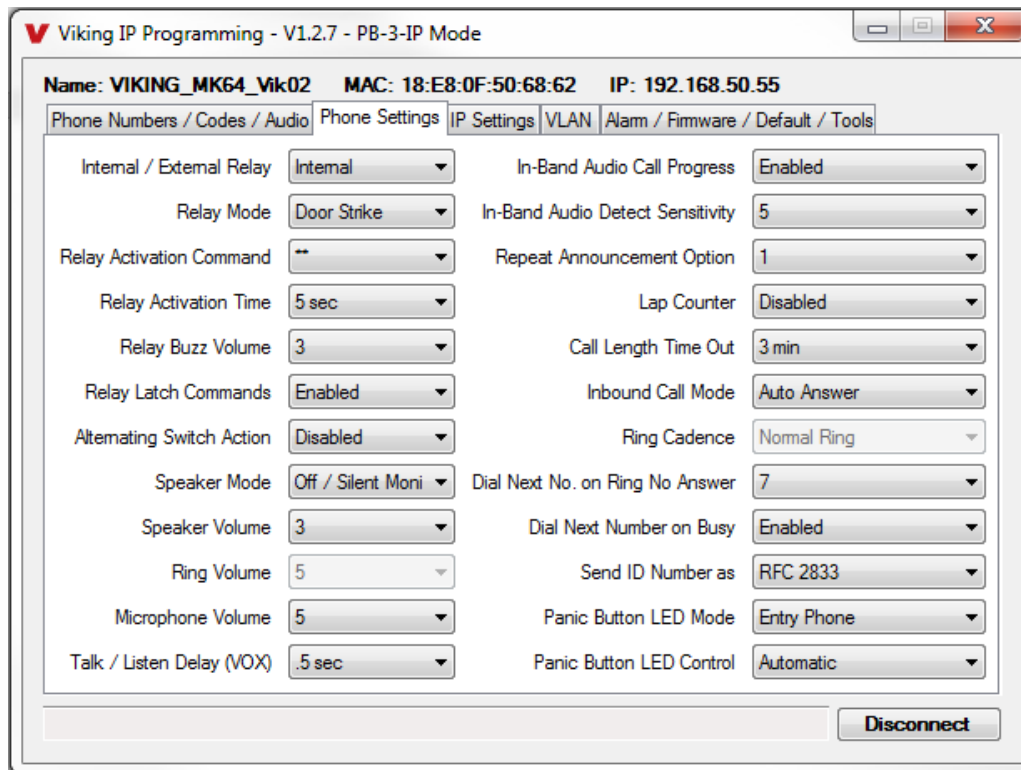 Viking IP Programming - V1.2.7 - PB-3-IP Mode
Name: VIKING_MK64_Vik02 MAC: 18:E8:0F:50:68:62 IP: 192.168.50.55
Phone Numbers / Codes / Audio Phone Settings IP Settings VLAN Alarm / Firmware / Default / Tools
Internal / External Relay Internal In-Band Audio Call Progress Enabled
Relay Mode Door Strike In-Band Audio Detect Sensitivity 5
Relay Activation Command ** Repeat Announcement Option 1
Relay Activation Time 5 sec Lap Counter Disabled
Relay Buzz Volume 3 Call Length Time Out 3 min
Relay Latch Commands Enabled Inbound Call Mode Auto Answer
Alternating Switch Action Disabled Ring Cadence Normal Ring
Speaker Mode Off / Silent Moni Dial Next No. on Ring No Answer 7
Speaker Volume 3 Dial Next Number on Busy Enabled
Ring Volume 5 Send ID Number as RFC 2833
Microphone Volume 5 Panic Button LED Mode Entry Phone
Talk / Listen Delay (VOX) .5 sec Panic Button LED Control Automatic
Disconnect